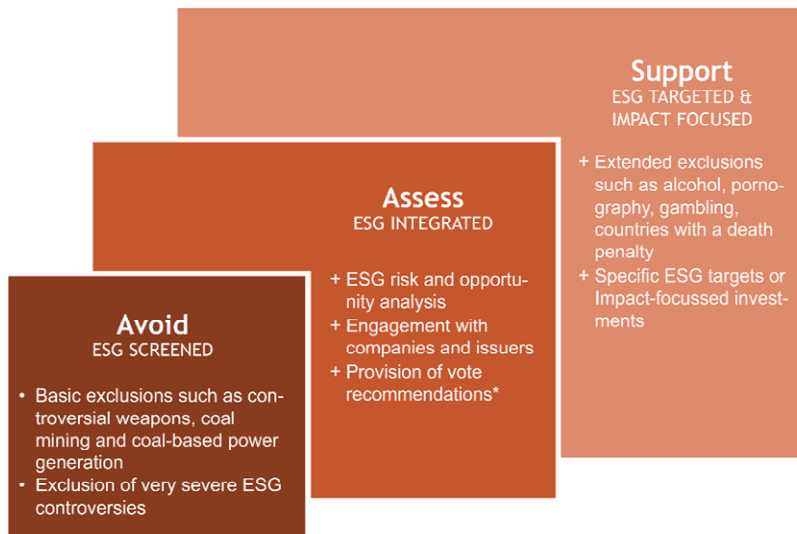 Avoid
ESG SCREENED
• Basic exclusions such as con-
troversial weapons, coal
mining and coal-based power
generation
• Exclusion of very severe ESG
controversies
Assess
ESG INTEGRATED
+ ESG risk and opportu-
nity analysis
+ Engagement with
companies and issuers
+ Provision of vote
recommendations*
Support
ESG TARGETED &
IMPACT FOCUSED
+ Extended exclusions
such as alcohol, porno-
graphy, gambling,
countries with a death
penalty
+ Specific ESG targets or
Impact-focussed invest-
ments